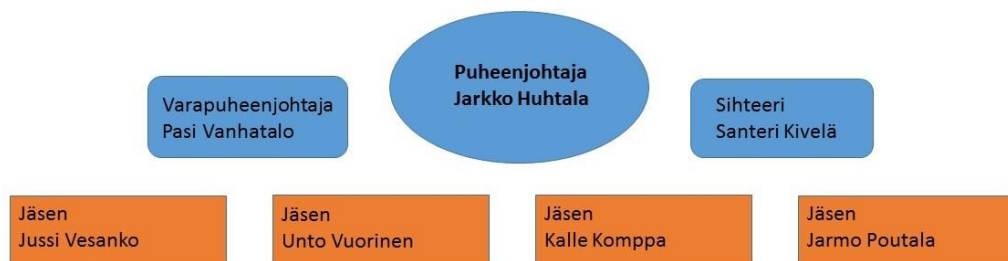 Puheenjohtaja
Jarkko Huhtala
Varapuheenjohtaja
Pasi Vanhatalo
Sihteeri
Santeri Kivelä
Jäsen
Jussi Vesanko
Jäsen
Unto Vuorinen
Jäsen
Kalle Komppa
Jäsen
Jarmo Poutala